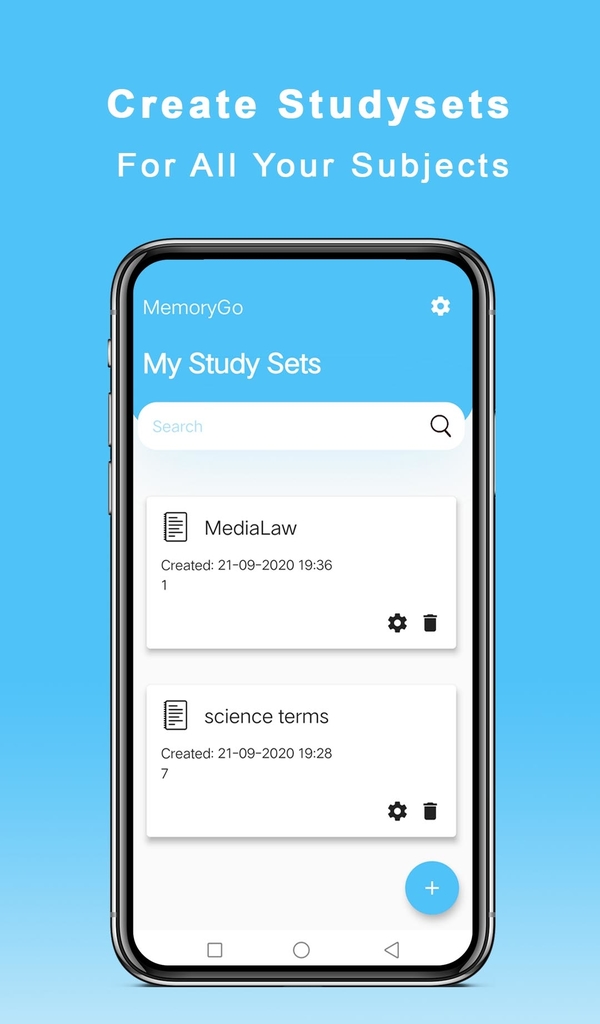 Create Studysets
For All Your Subjects
MemoryGo
My Study Sets
Search
MediaLaw
Created: 21-09-2020 19:36
1
science terms
Created: 21-09-2020 19:28
7
+